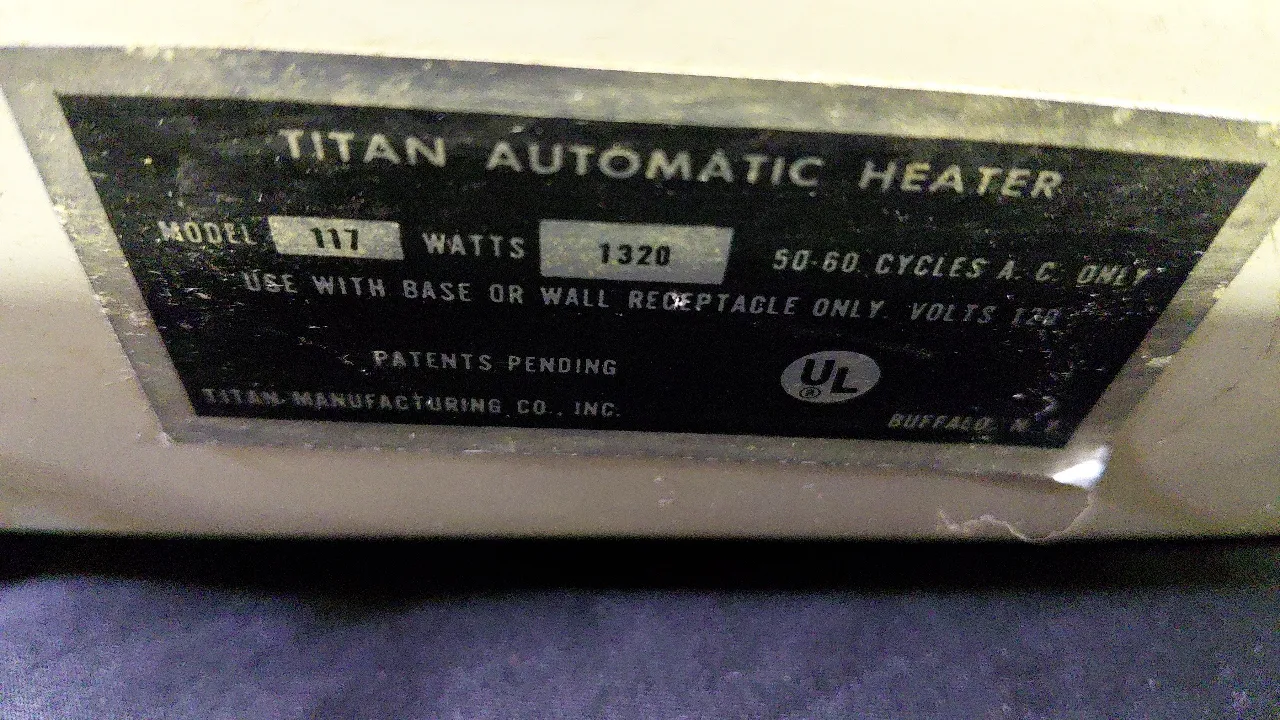 TITAN AUTOMATIC HEATER
MODEL 117 WATTS 1320 50-60 CYCLES A. C. ONLY
USE WITH BASE OR WALL RECEPTACLE ONLY. VOLTS 120
PATENTS PENDING
UL ®
TITAN MANUFACTURING CO., INC. BUFFALO, N. Y.